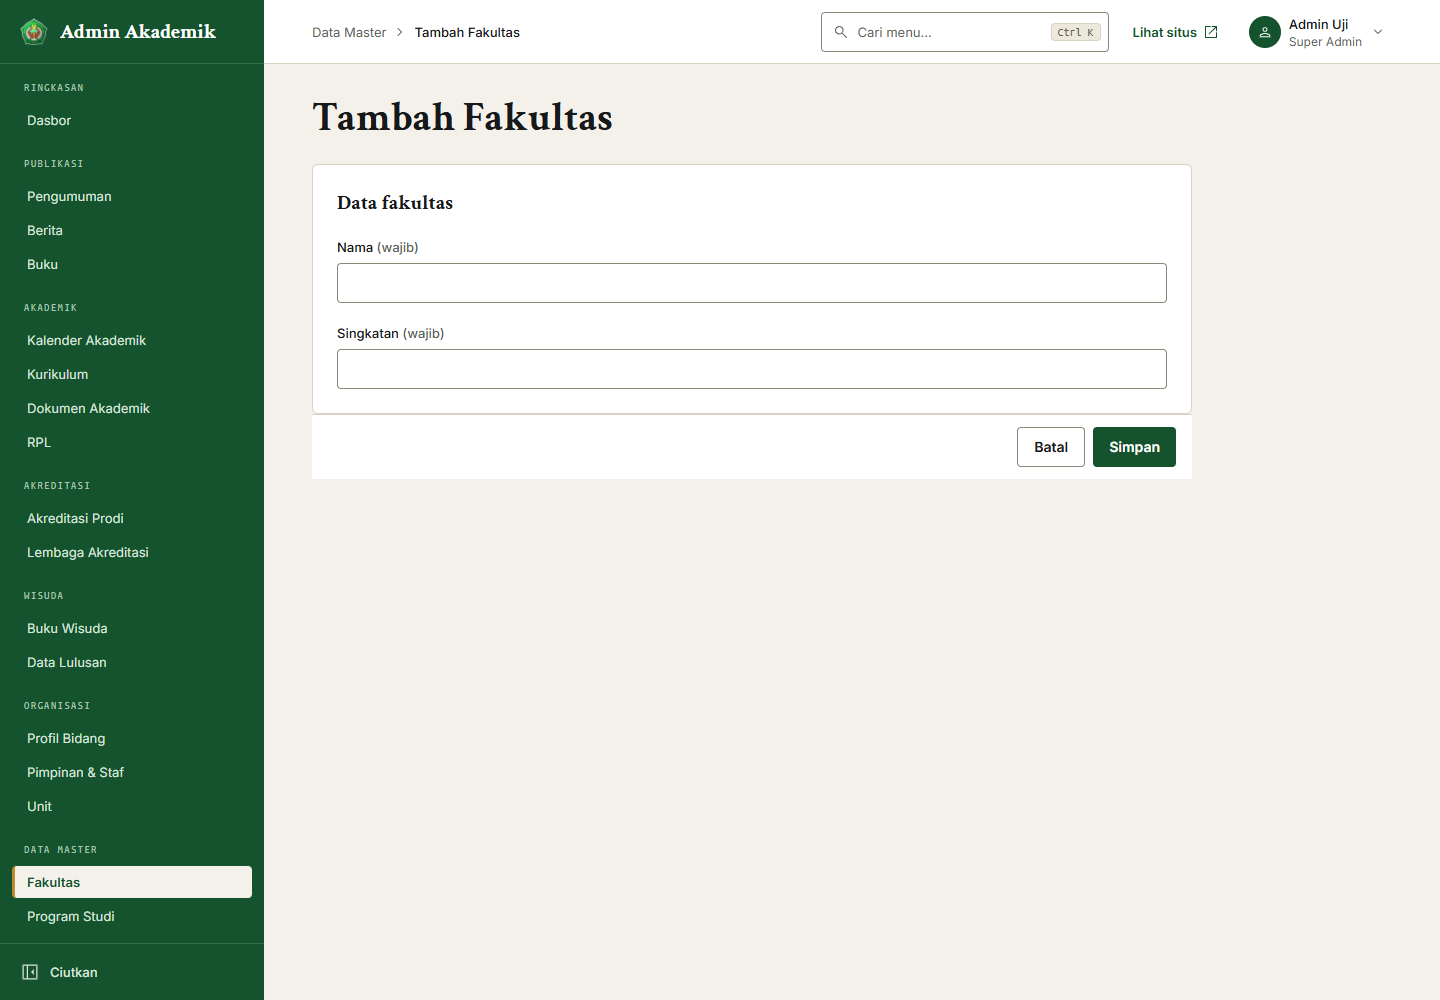 Admin Akademik
Data Master > Tambah Fakultas
Cari menu...
Ctrl K
Lihat situs
Admin Uji
Super Admin
RINGKASAN
Dasbor
PUBLIKASI
Pengumuman
Berita
Buku
AKADEMIK
Kalender Akademik
Kurikulum
Dokumen Akademik
RPL
AKREDITASI
Akreditasi Prodi
Lembaga Akreditasi
WISUDA
Buku Wisuda
Data Lulusan
ORGANISASI
Profil Bidang
Pimpinan & Staf
Unit
DATA MASTER
Fakultas
Program Studi
Ciutkan
Tambah Fakultas
Data fakultas
Nama (wajib)
Singkatan (wajib)
Batal
Simpan